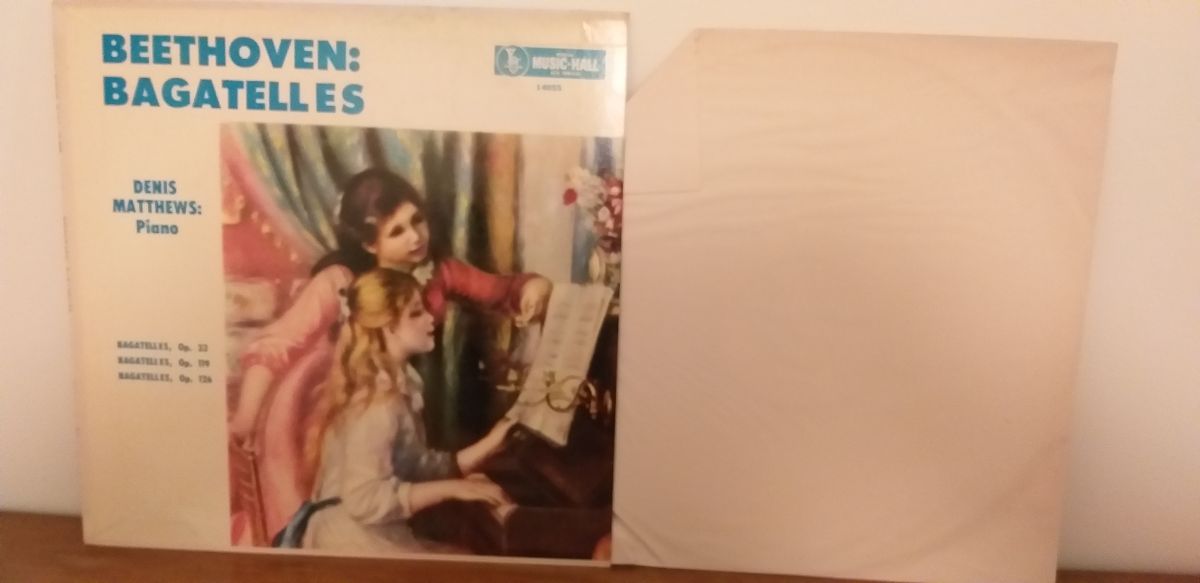 BEETHOVEN:
BAGATELLES
MUSIC-HALL
DENIS
MATTHEWS:
Piano
BAGATELLES, Op. 33
BAGATELLES, Op. 119
BAGATELLES, Op. 126